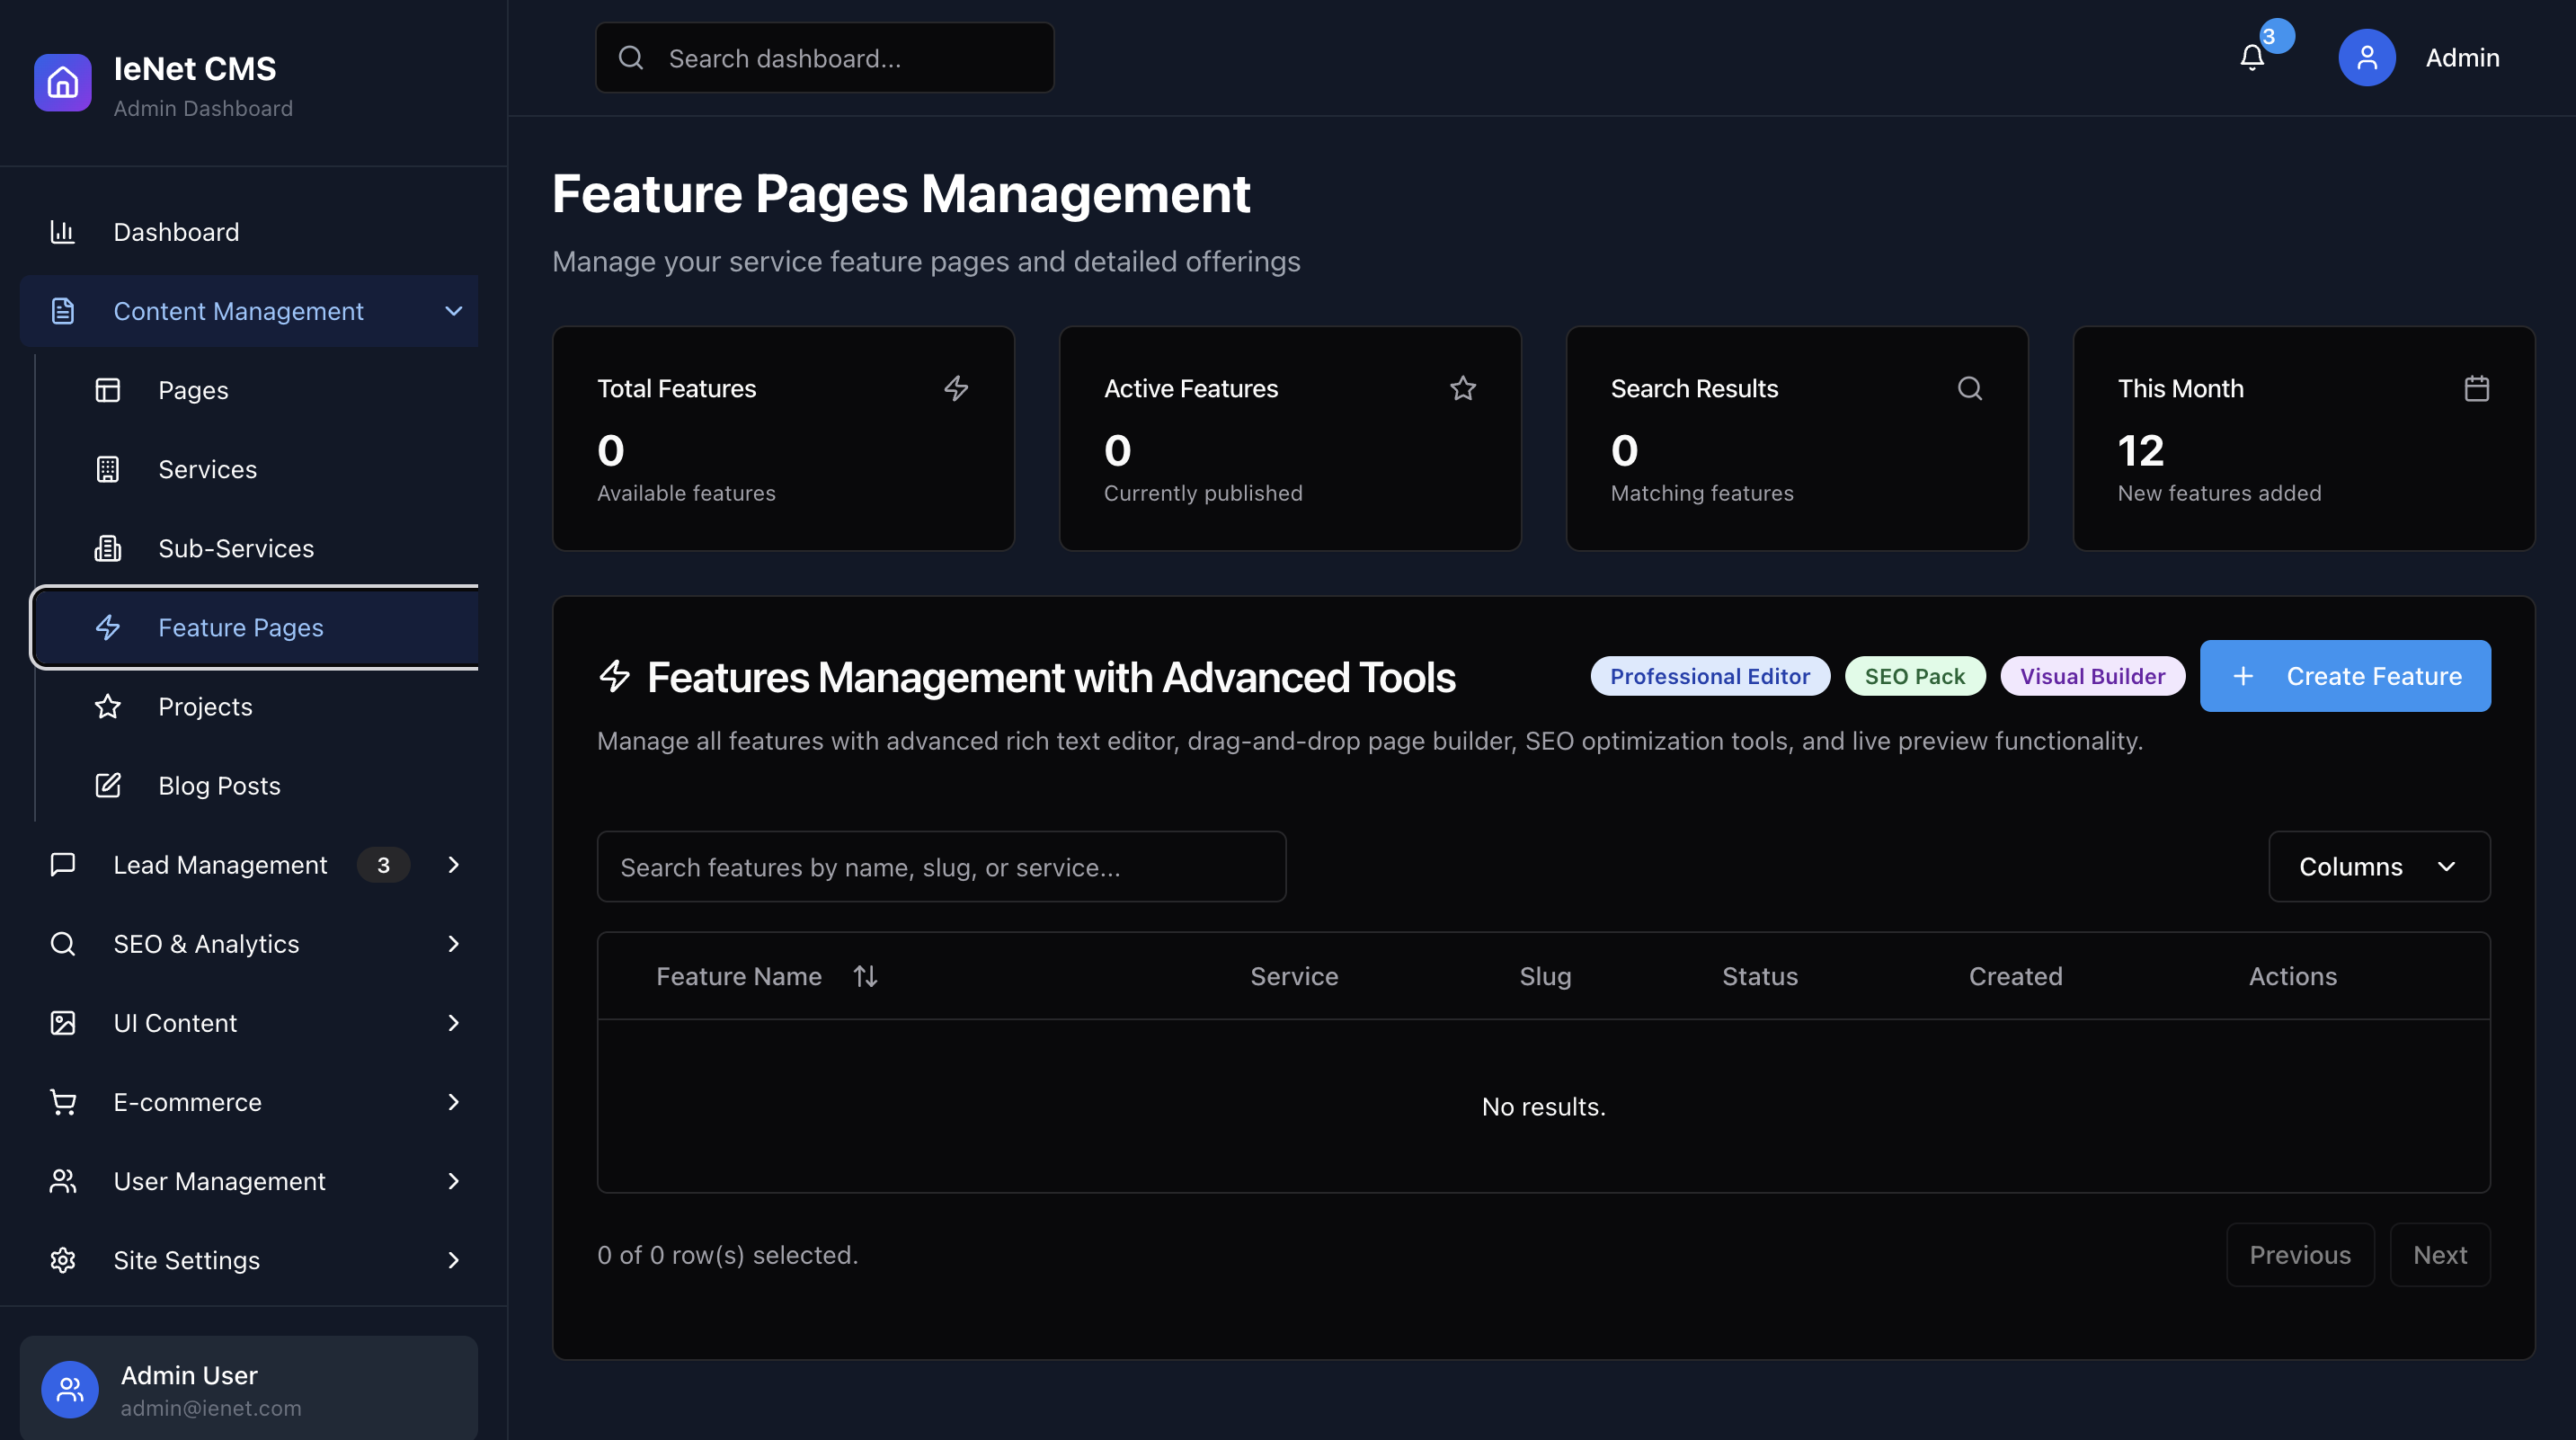 IeNet CMS
Admin Dashboard
Dashboard
Content Management
Pages
Services
Sub-Services
Feature Pages
Projects
Blog Posts
Lead Management 3
SEO & Analytics
UI Content
E-commerce
User Management
Site Settings
Admin User
admin@ienet.com
Search dashboard...
3
Admin
Feature Pages Management
Manage your service feature pages and detailed offerings
Total Features
0
Available features
Active Features
0
Currently published
Search Results
0
Matching features
This Month
12
New features added
Features Management with Advanced Tools
Professional Editor SEO Pack Visual Builder Create Feature
Manage all features with advanced rich text editor, drag-and-drop page builder, SEO optimization tools, and live preview functionality.
Search features by name, slug, or service...
Columns
Feature Name Service Slug Status Created Actions
No results.
0 of 0 row(s) selected.
Previous Next